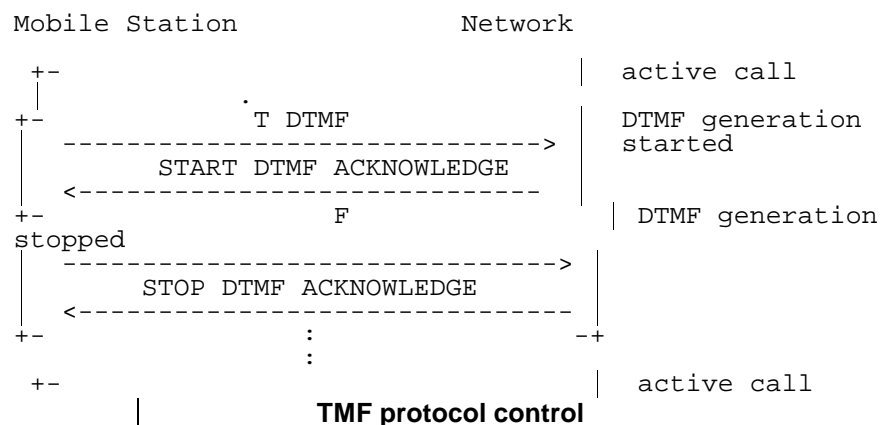 Mobile Station Network
+- | active call
| .
+- T DTMF | DTMF generation
------------------------------> | started
START DTMF ACKNOWLEDGE
<-----------------------------
+- F | DTMF generation
stopped
-------------------------------> |
STOP DTMF ACKNOWLEDGE
<-------------------------------
+- : -+
:
+- | active call
| TMF protocol control